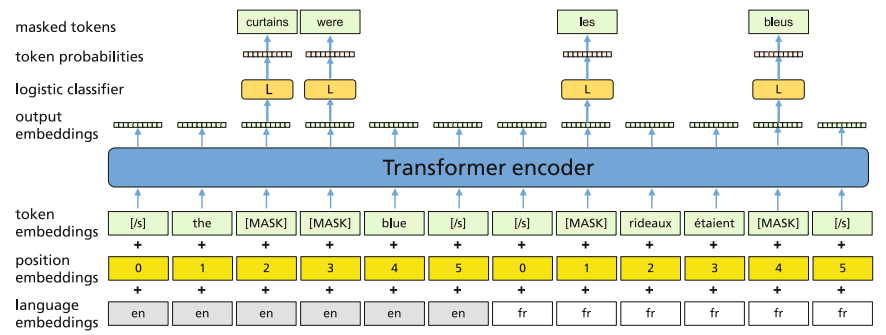 masked tokens curtains were les bleus
token probabilities
logistic classifier L L L L
output embeddings
Transformer encoder
token embeddings [/s] the [MASK] [MASK] blue [/s] [/s] [MASK] rideaux étaient [MASK] [/s]
+ + + + + + + + + + + +
position embeddings 0 1 2 3 4 5 0 1 2 3 4 5
+ + + + + + + + + + + +
language embeddings en en en en en en fr fr fr fr fr fr